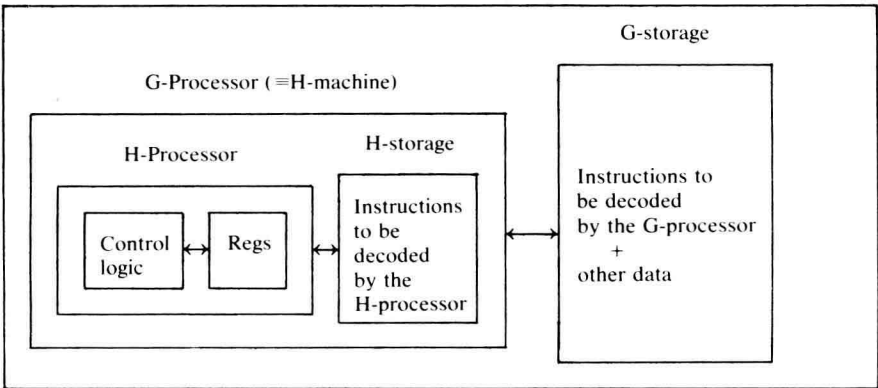 G-storage
G-Processor (≡H-machine)
H-Processor
H-storage
Control
logic
Regs
Instructions
to be
decoded
by the
H-processor
Instructions to
be decoded
by the G-processor
+
other data